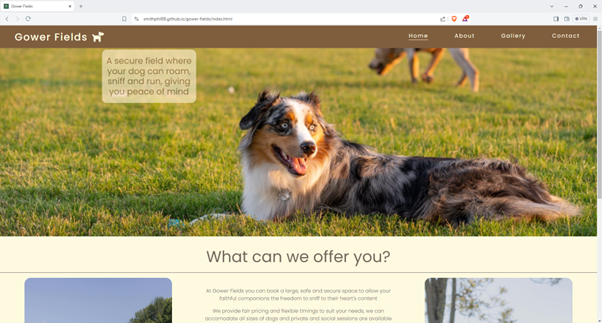 Gower Fields
smithphil88.github.io/gower-fields/index.html
VPN
Gower Fields
Home About Gallery Contact
A secure field where
your dog can roam,
sniff and run, giving
you peace of mind
What can we offer you?
At Gower Fields you can book a large, safe and secure space to allow your
faithful companions the freedom to sniff to their heart's content
We provide fair pricing and flexible timings to suit your needs, we can
accomodate all sizes of dogs and private and social sessions are available